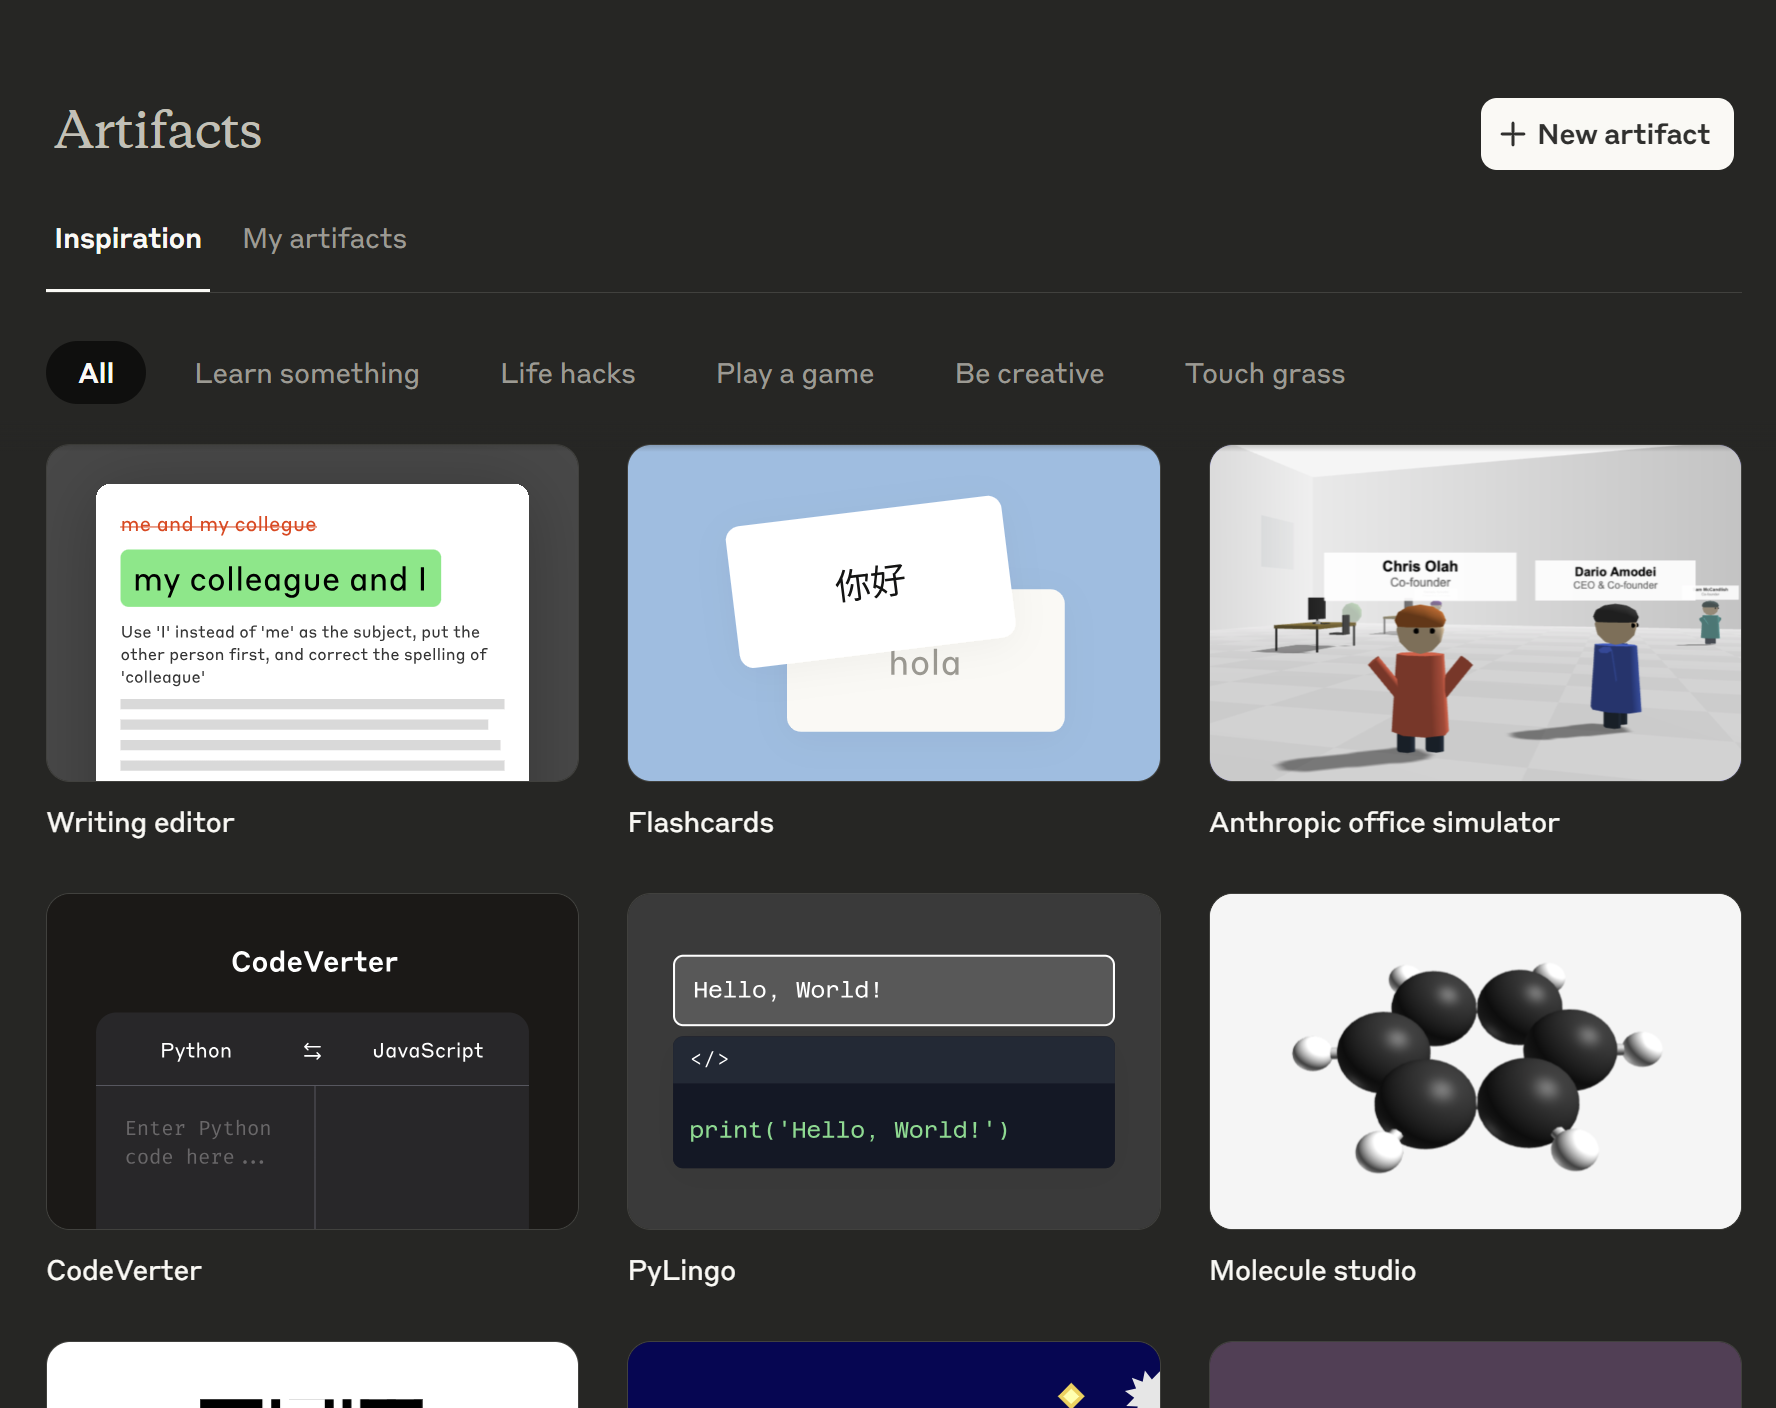 Artifacts
+ New artifact
Inspiration
My artifacts
All
Learn something
Life hacks
Play a game
Be creative
Touch grass
me and my collegue
my colleague and I
Use 'I' instead of 'me' as the subject, put the
other person first, and correct the spelling of
'colleague'
Writing editor
你好
hola
Flashcards
Chris Olah
Co-founder
Dario Amodei
CEO & Co-founder
Anthropic office simulator
CodeVerter
Python
JavaScript
Enter Python
code here...
CodeVerter
Hello, World!
</>
print('Hello, World!')
PyLingo
Molecule studio